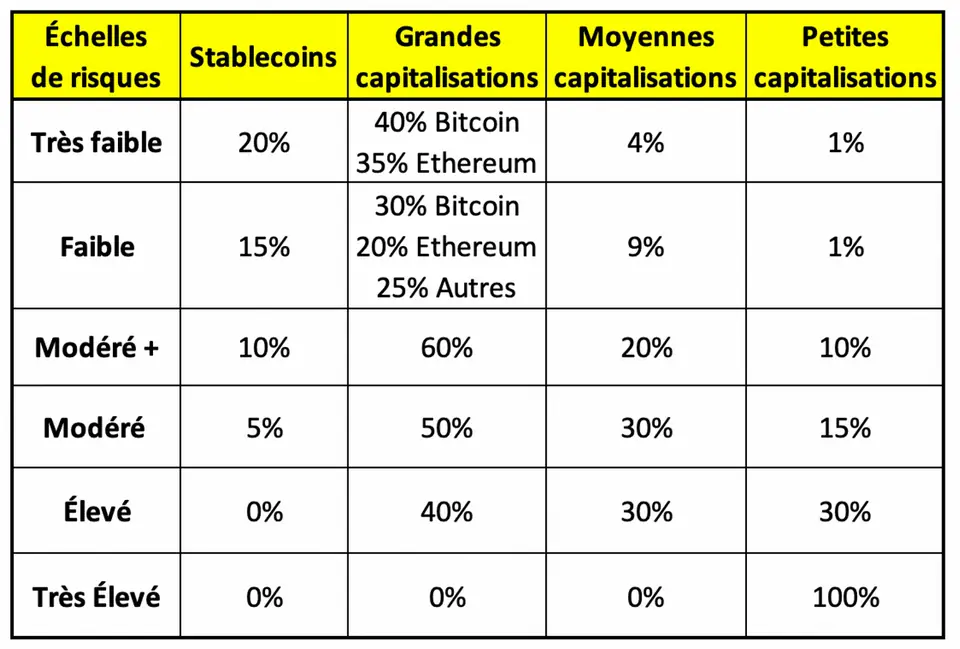 Échelles
de risques
Stablecoins
Grandes
capitalisations
Moyennes
capitalisations
Petites
capitalisations
Très faible
20%
40% Bitcoin
35% Ethereum
4%
1%
Faible
15%
30% Bitcoin
20% Ethereum
25% Autres
9%
1%
Modéré +
10%
60%
20%
10%
Modéré
5%
50%
30%
15%
Élevé
0%
40%
30%
30%
Très Élevé
0%
0%
0%
100%